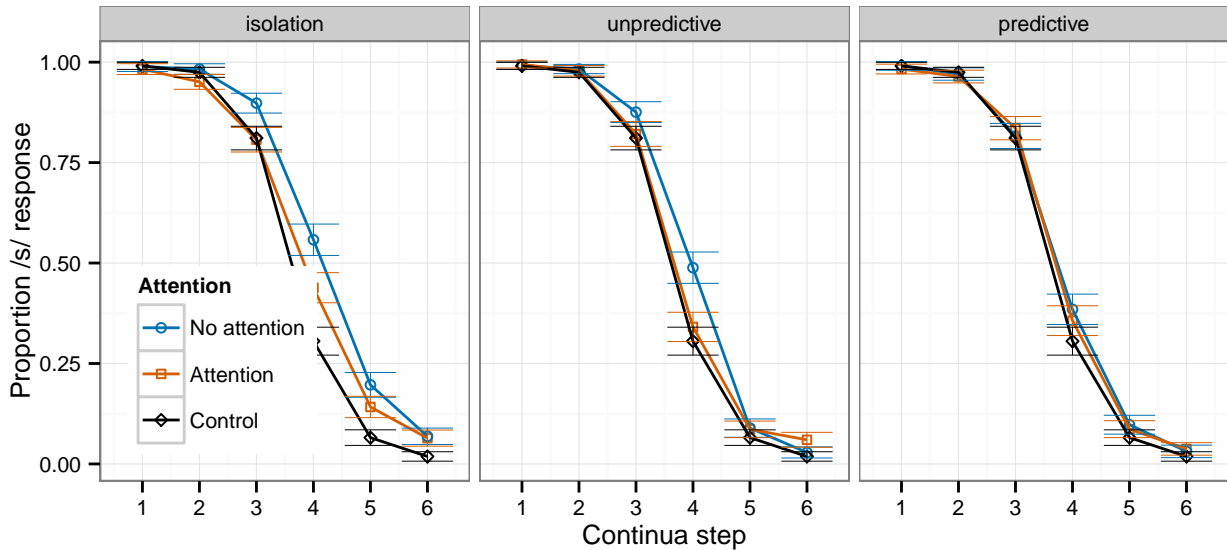 isolation unpredictive predictive
Proportion /s/ response
1.00
0.75
0.50
0.25
0.00
Attention
No attention
Attention
Control
1 2 3 4 5 6 1 2 3 4 5 6 1 2 3 4 5 6
Continua step